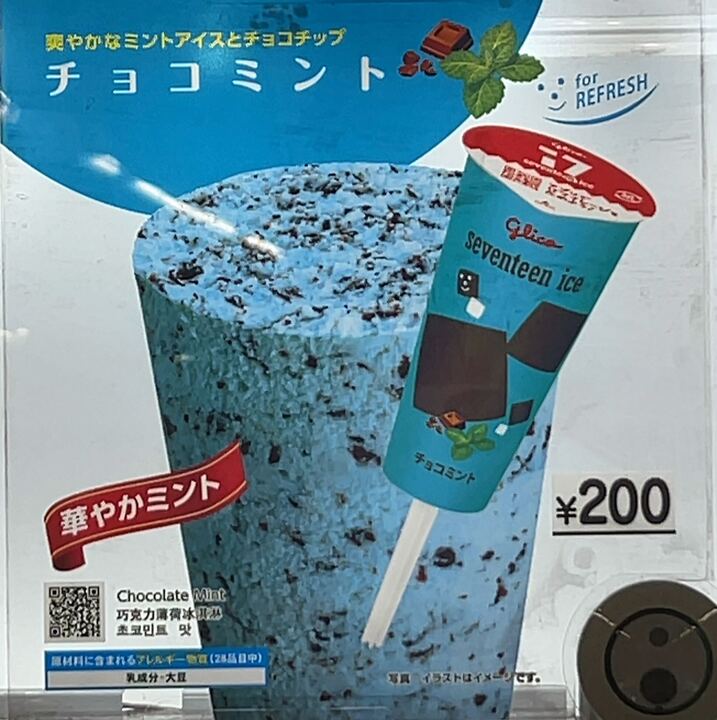 爽やかなミントアイスとチョコチップ
チョコミント
for
REFRESH
17
seventeen ice
Glico
seventeen ice
チョコミント
華やかミント
¥200
Chocolate Mint
巧克力薄荷冰淇淋
초코민트 맛
原材料に含まれるアレルギー物質(28品目中)
乳成分・大豆
写真 イラストはイメージです。